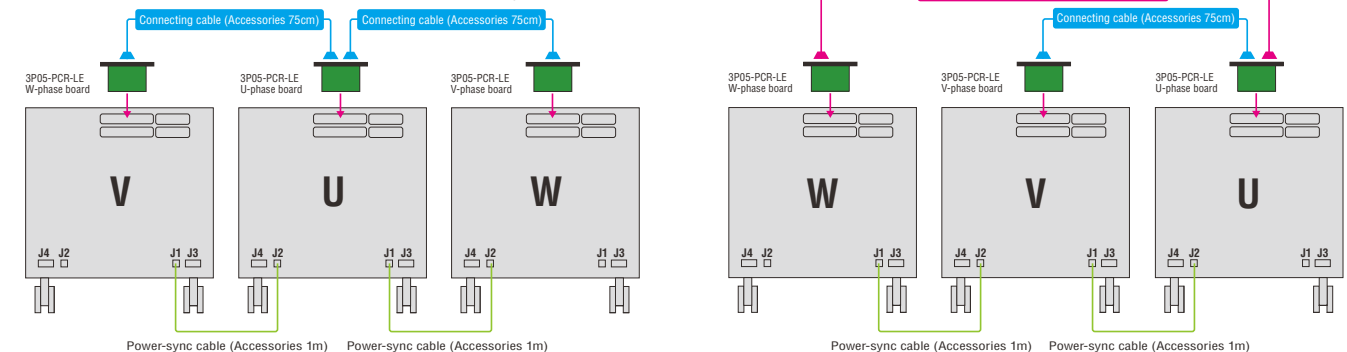 Connecting cable (Accessories 75cm)
Connecting cable (Accessories 75cm)
3P05-PCR-LE
W-phase board
3P05-PCR-LE
U-phase board
3P05-PCR-LE
V-phase board
V
U
W
J4 J2
J1 J3
J4 J2
J1 J3
J4 J2
J1 J3
Power-sync cable (Accessories 1m)
Power-sync cable (Accessories 1m)
Connecting cable (Accessories 75cm)
3P05-PCR-LE
W-phase board
3P05-PCR-LE
V-phase board
3P05-PCR-LE
U-phase board
W
V
U
J4 J2
J1 J3
J4 J2
J1 J3
J4 J2
J1 J3
Power-sync cable (Accessories 1m)
Power-sync cable (Accessories 1m)